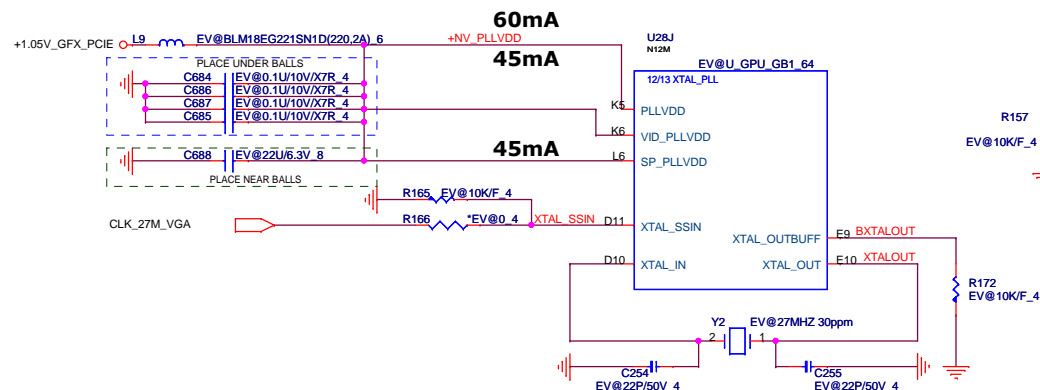 60mA
+1.05V_GFX_PCIE
L9
EV@BLM18EG221SN1D(220,2A)_6
+NV_PLLVDD
45mA
PLACE UNDER BALLS
C684
EV@0.1U/10V/X7R_4
C686
EV@0.1U/10V/X7R_4
C687
EV@0.1U/10V/X7R_4
C685
EV@0.1U/10V/X7R_4
45mA
C688
EV@22U/6.3V_8
PLACE NEAR BALLS
U28J
N12M
EV@U_GPU_GB1_64
12/13 XTAL_PLL
K5
PLLVDD
K6
VID_PLLVDD
L6
SP_PLLVDD
R157
EV@10K/F_4
R165
EV@10K/F_4
CLK_27M_VGA
R166
*EV@0_4
XTAL_SSIN
D11
XTAL_SSIN
XTAL_OUTBUFF
E9
BXTALOUT
D10
XTAL_IN
XTAL_OUT
E10
XTALOUT
R172
EV@10K/F_4
Y2
EV@27MHZ 30ppm
2
1
C254
EV@22P/50V_4
C255
EV@22P/50V_4